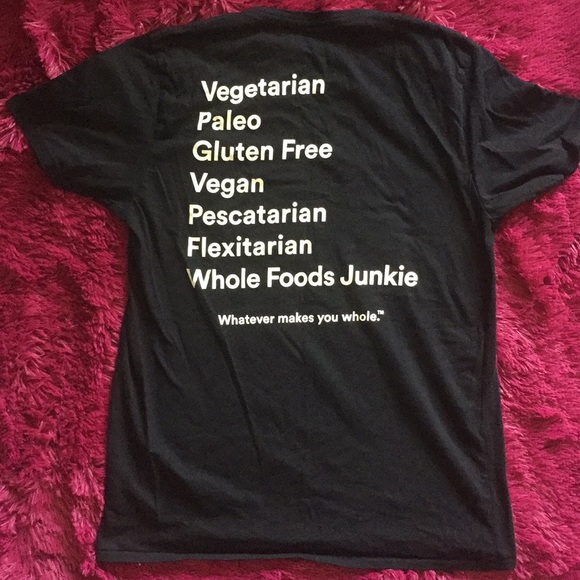 Vegetarian
Paleo
Gluten Free
Vegan
Pescatarian
Flexitarian
Whole Foods Junkie
Whatever makes you whole.™